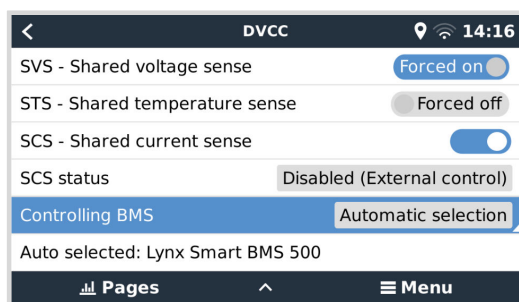 DVCC 14:16
SVS - Shared voltage sense Forced on
STS - Shared temperature sense Forced off
SCS - Shared current sense
SCS status Disabled (External control)
Controlling BMS Automatic selection
Auto selected: Lynx Smart BMS 500
Pages Menu